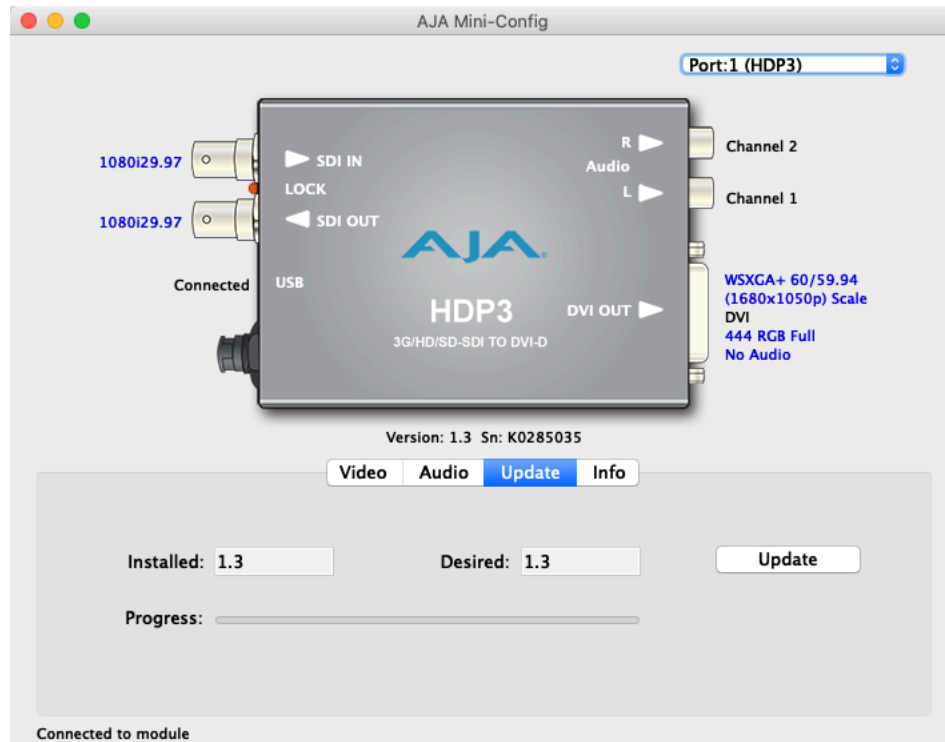 AJA Mini-Config
Port:1 (HDP3)
1080i29.97
SDI IN
R
Audio
Channel 2
LOCK
L
Channel 1
1080i29.97
SDI OUT
AJA
Connected
USB
HDP3
DVI OUT
3G/HD/SD-SDI TO DVI-D
WSXGA+ 60/59.94
(1680x1050p) Scale
DVI
444 RGB Full
No Audio
Version: 1.3 Sn: K0285035
Video Audio Update Info
Installed: 1.3 Desired: 1.3 Update
Progress:
Connected to module